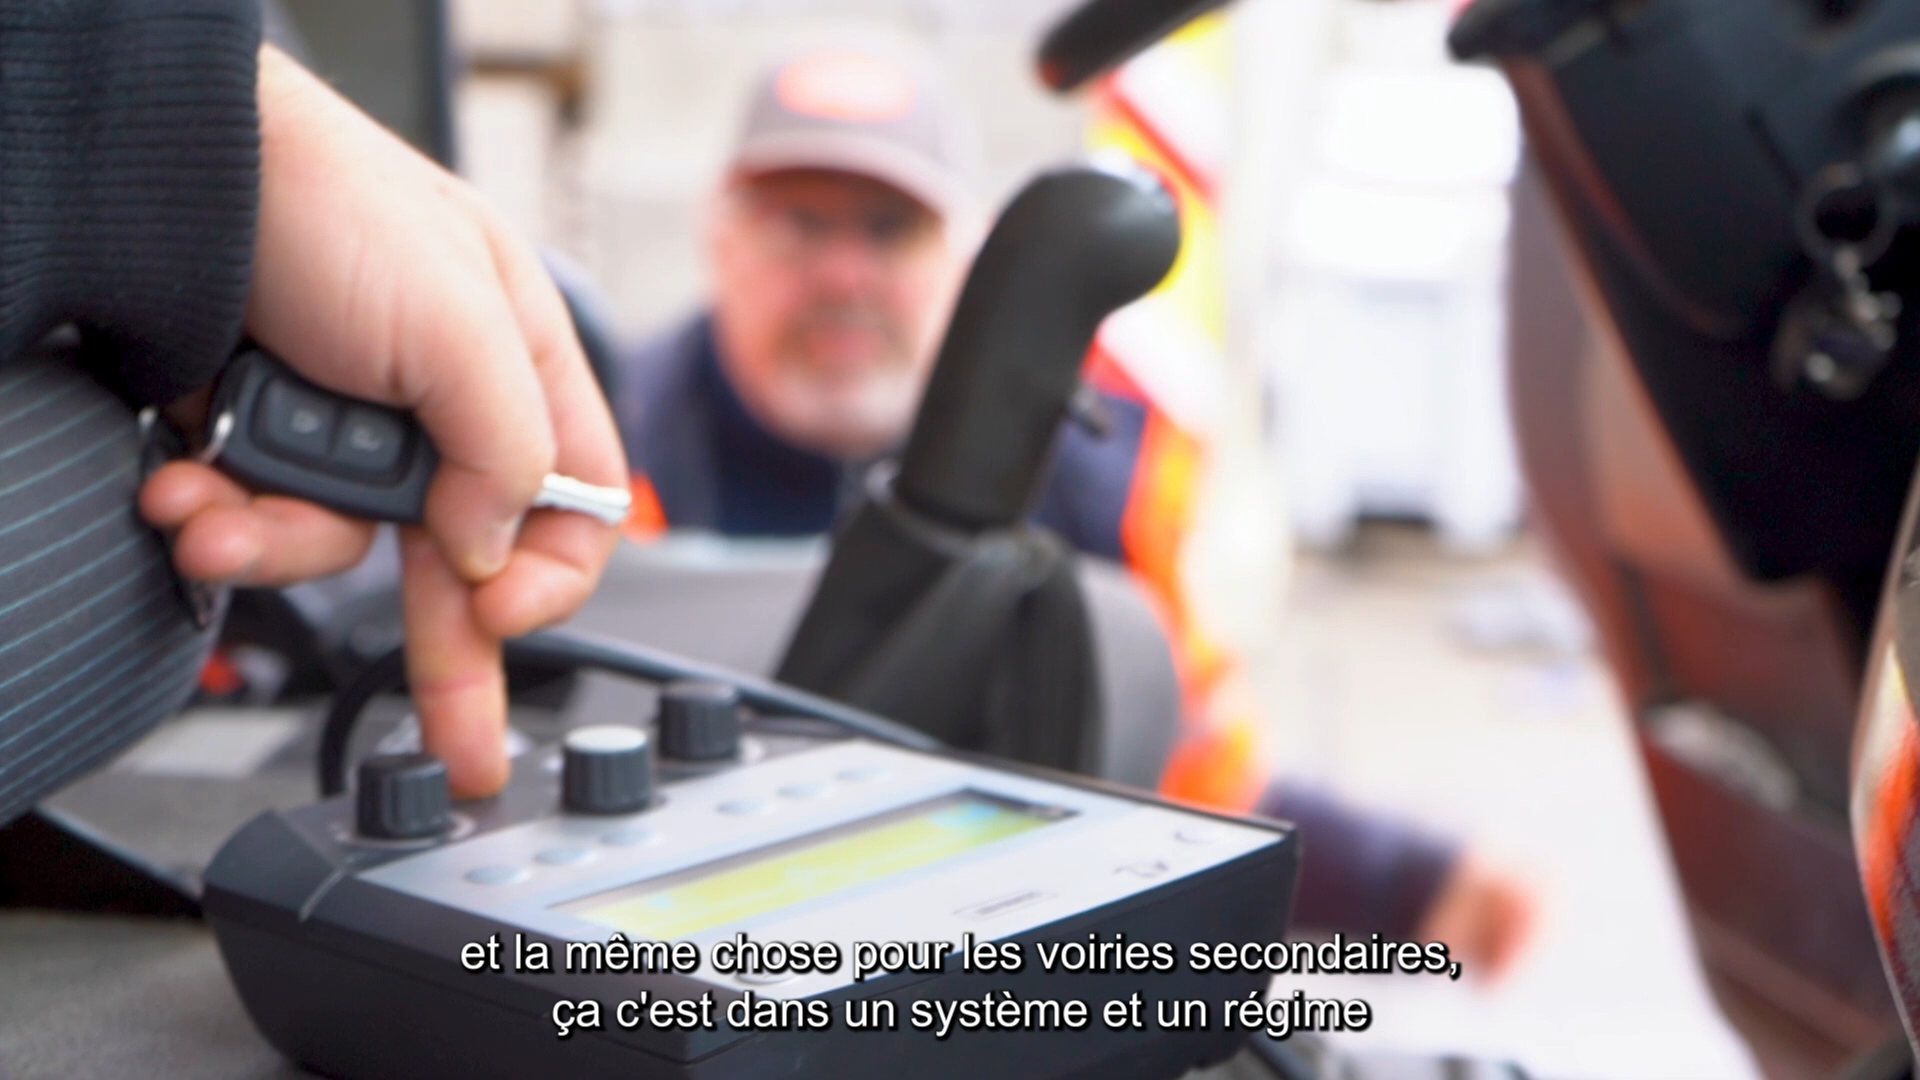 et la même chose pour les voiries secondaires,
ça c'est dans un système et un régime